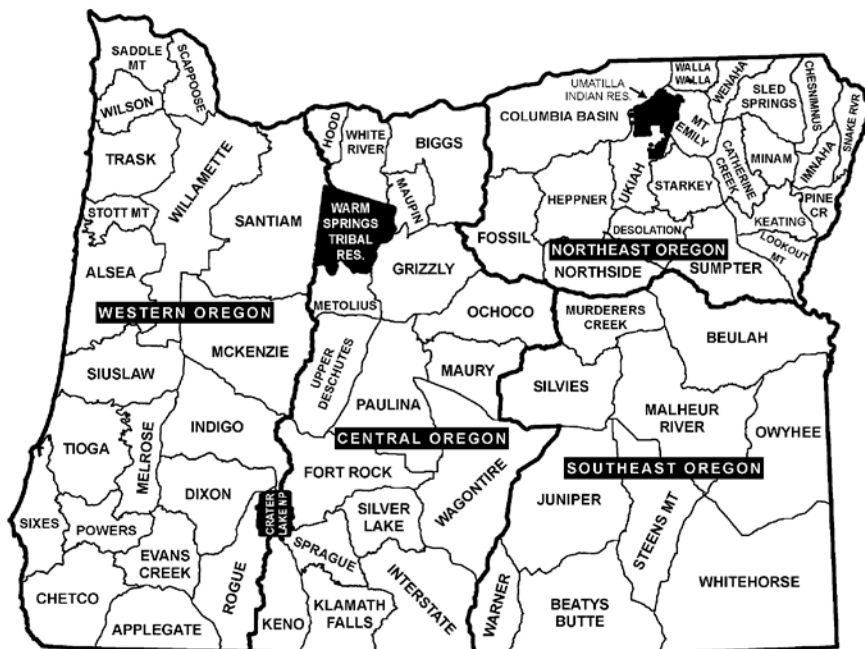 SADDLE
MT
SCAPPOOSE
WILSON
TRASK
WILLAMETTE
STOTT MT
SANTIAM
ALSEA
WESTERN OREGON
MCKENZIE
SIUSLAW
INDIGO
TIOGA
MELROSE
DIXON
SIXES
POWERS
EVANS
CREEK
ROGUE
CHETCO
APPLEGATE
CRATER
LAKE NP
HOOD
WHITE
RIVER
BIGGS
MAUPIN
WARM
SPRINGS
TRIBAL
RES.
GRIZZLY
METOLIUS
OCHOCO
UPPER
DESCHUTES
MAURY
PAULINA
CENTRAL OREGON
FORT ROCK
WAGONTIRE
SILVER
LAKE
SPRAGUE
INTERSTATE
KENO
KLAMATH
FALLS
UMATILLA
INDIAN RES.
WALLA
WALLA
WENAHA
SLED
SPRINGS
CHESNIMNUS
SNAKE RVR
COLUMBIA BASIN
MT
EMILY
MINAM
IMNAHA
CATHERINE
CREEK
UKIAH
STARKEY
HEPPNER
PINE
CR
KEATING
FOSSIL
DESOLATION
LOOKOUT
MT
NORTHEAST OREGON
NORTHSIDE
SUMPTER
MURDERERS
CREEK
BEULAH
SILVIES
MALHEUR
RIVER
OWYHEE
SOUTHEAST OREGON
JUNIPER
STEENS MT
WHITEHORSE
WARNER
BEATYS
BUTTE